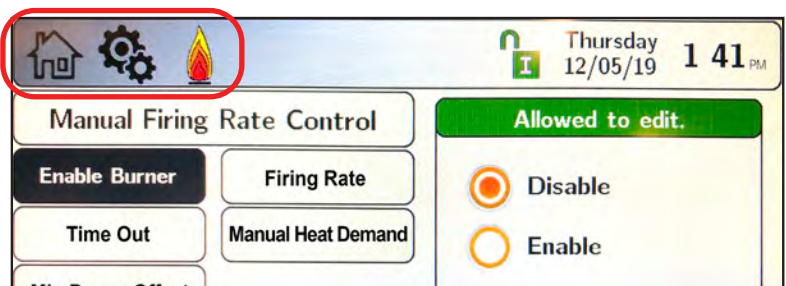 Thursday
12/05/19
1 41 PM
Manual Firing Rate Control
Allowed to edit.
Enable Burner
Firing Rate
Disable
Time Out
Manual Heat Demand
Enable
I